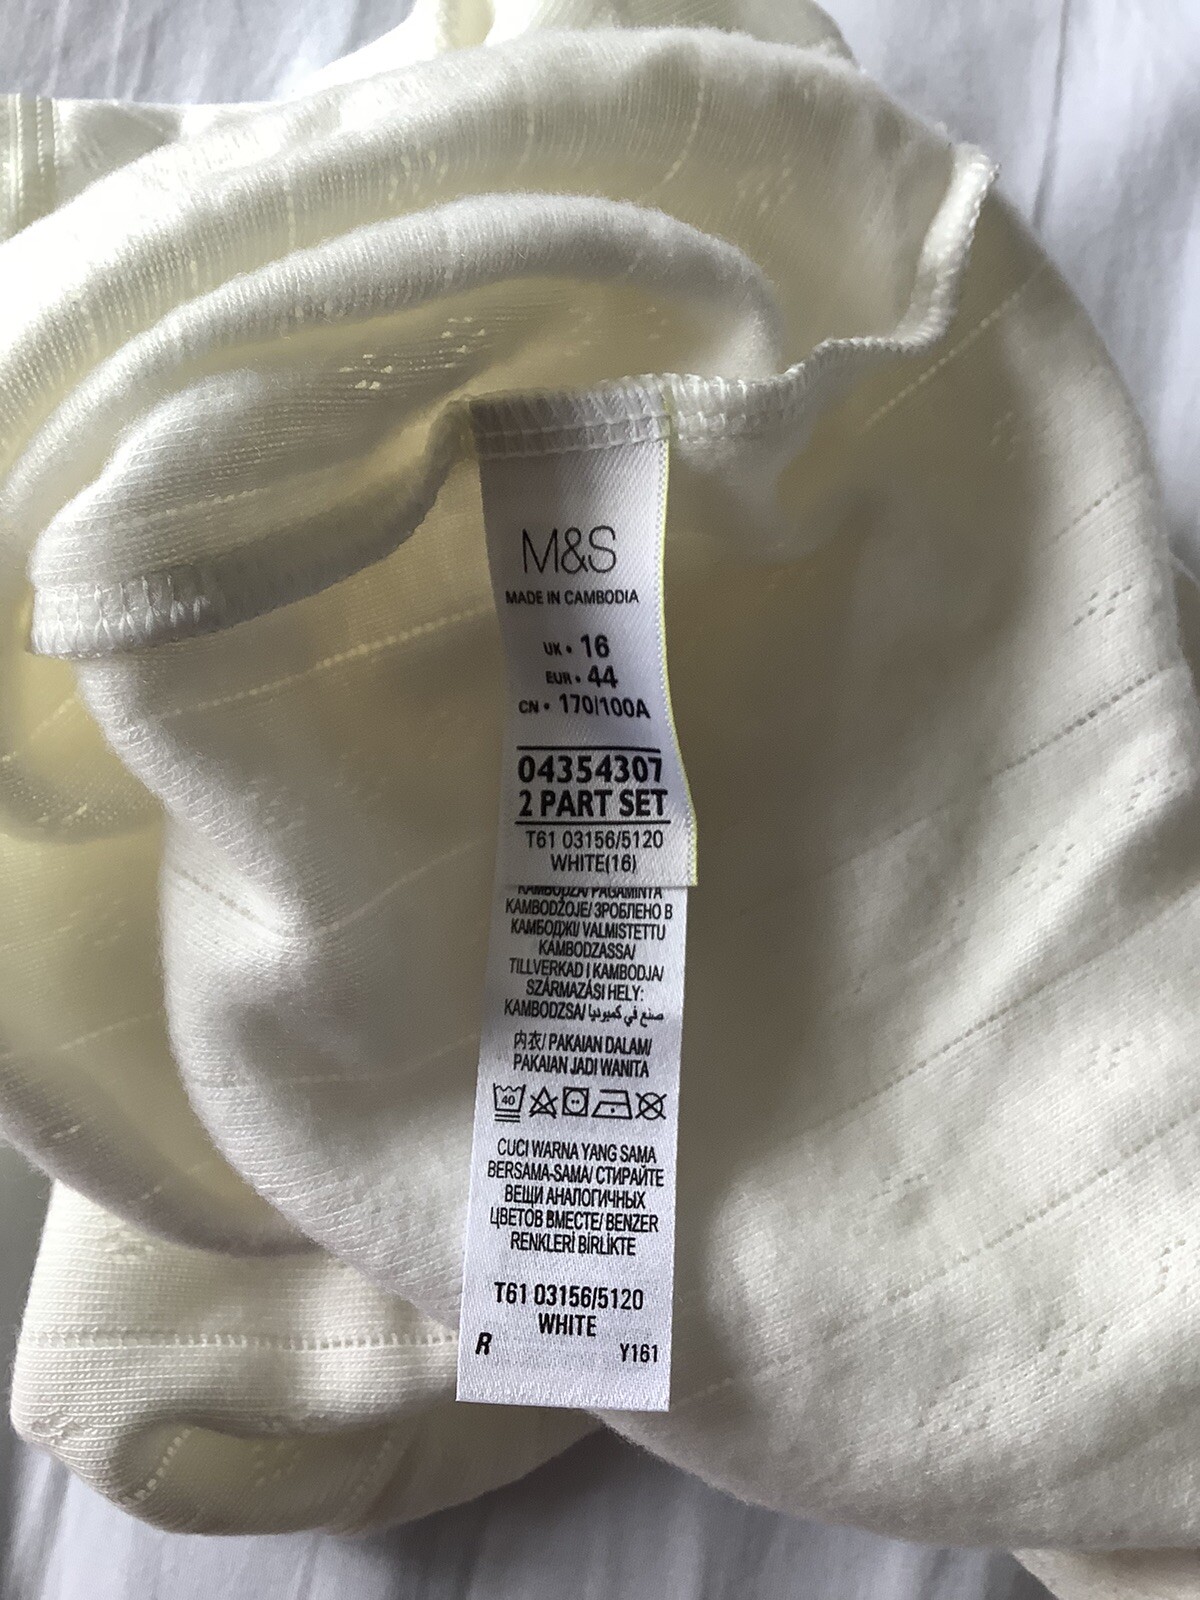 M&S
MADE IN CAMBODIA
UK • 16
EUR • 44
CN • 170/100A
04354307
2 PART SET
T61 03156/5120
WHITE(16)
KAMBODŽA/ PAGAMINTA
KAMBODŽOJE/ ЗРОБЛЕНО В
КАМБОДЖІ/ VALMISTETTU
KAMBODZASSA/
TILLVERKAD I KAMBODJA/
SZÁRMAZÁSI HELY:
KAMBODZSA/ صنع في كمبوديا
内衣/ PAKAIAN DALAM/
PAKAIAN JADI WANITA
40
CUCI WARNA YANG SAMA
BERSAMA-SAMA/ СТИРАЙТЕ
ВЕЩИ АНАЛОГИЧНЫХ
ЦВЕТОВ ВМЕСТЕ/ BENZER
RENKLERİ BİRLİKTE
T61 03156/5120
WHITE
R Y161